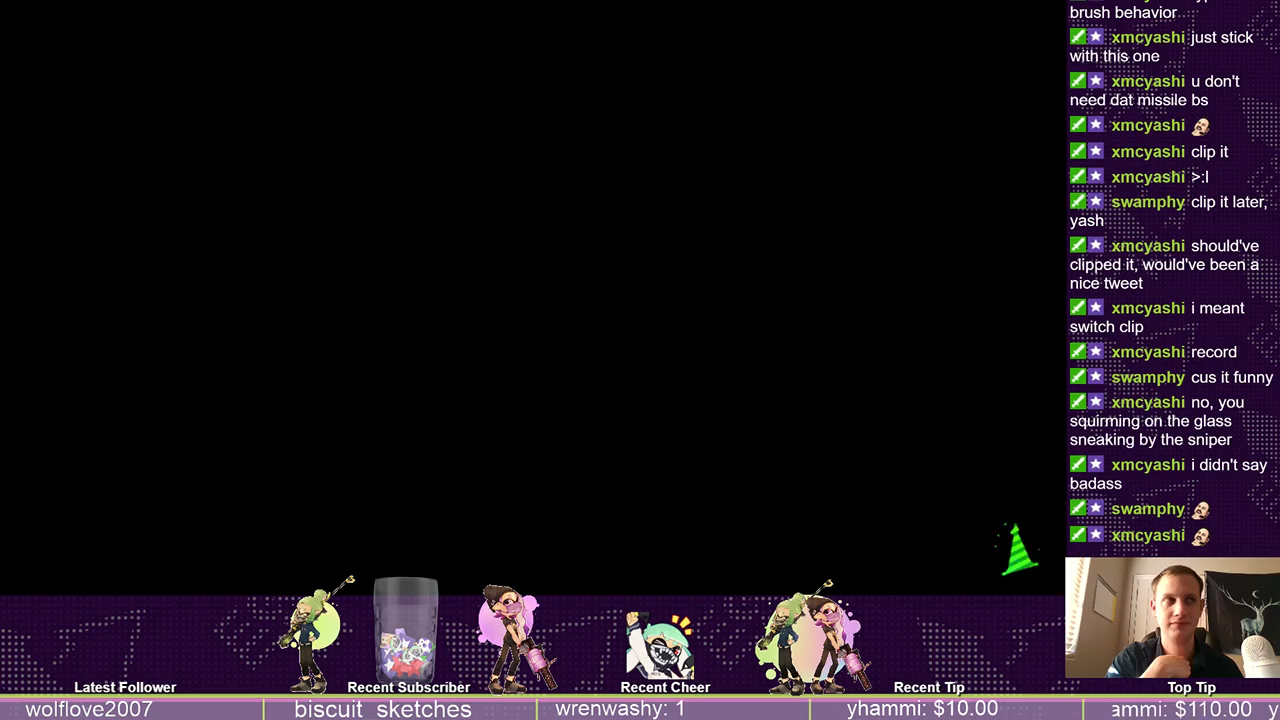 brush behavior
xmcyashi just stick
with this one
xmcyashi u don't
need dat missile bs
xmcyashi
xmcyashi clip it
xmcyashi >:I
swamphy clip it later,
yash
xmcyashi should've
clipped it, would've been a
nice tweet
xmcyashi i meant
switch clip
xmcyashi record
swamphy cus it funny
xmcyashi no, you
squirming on the glass
sneaking by the sniper
xmcyashi i didn't say
badass
swamphy
xmcyashi
Latest Follower
Recent Subscriber
Recent Cheer
Recent Tip
Top Tip
wolflove2007
biscuit_sketches
wrenwashy: 1
yhammi: $10.00
ammi: $110.00 y